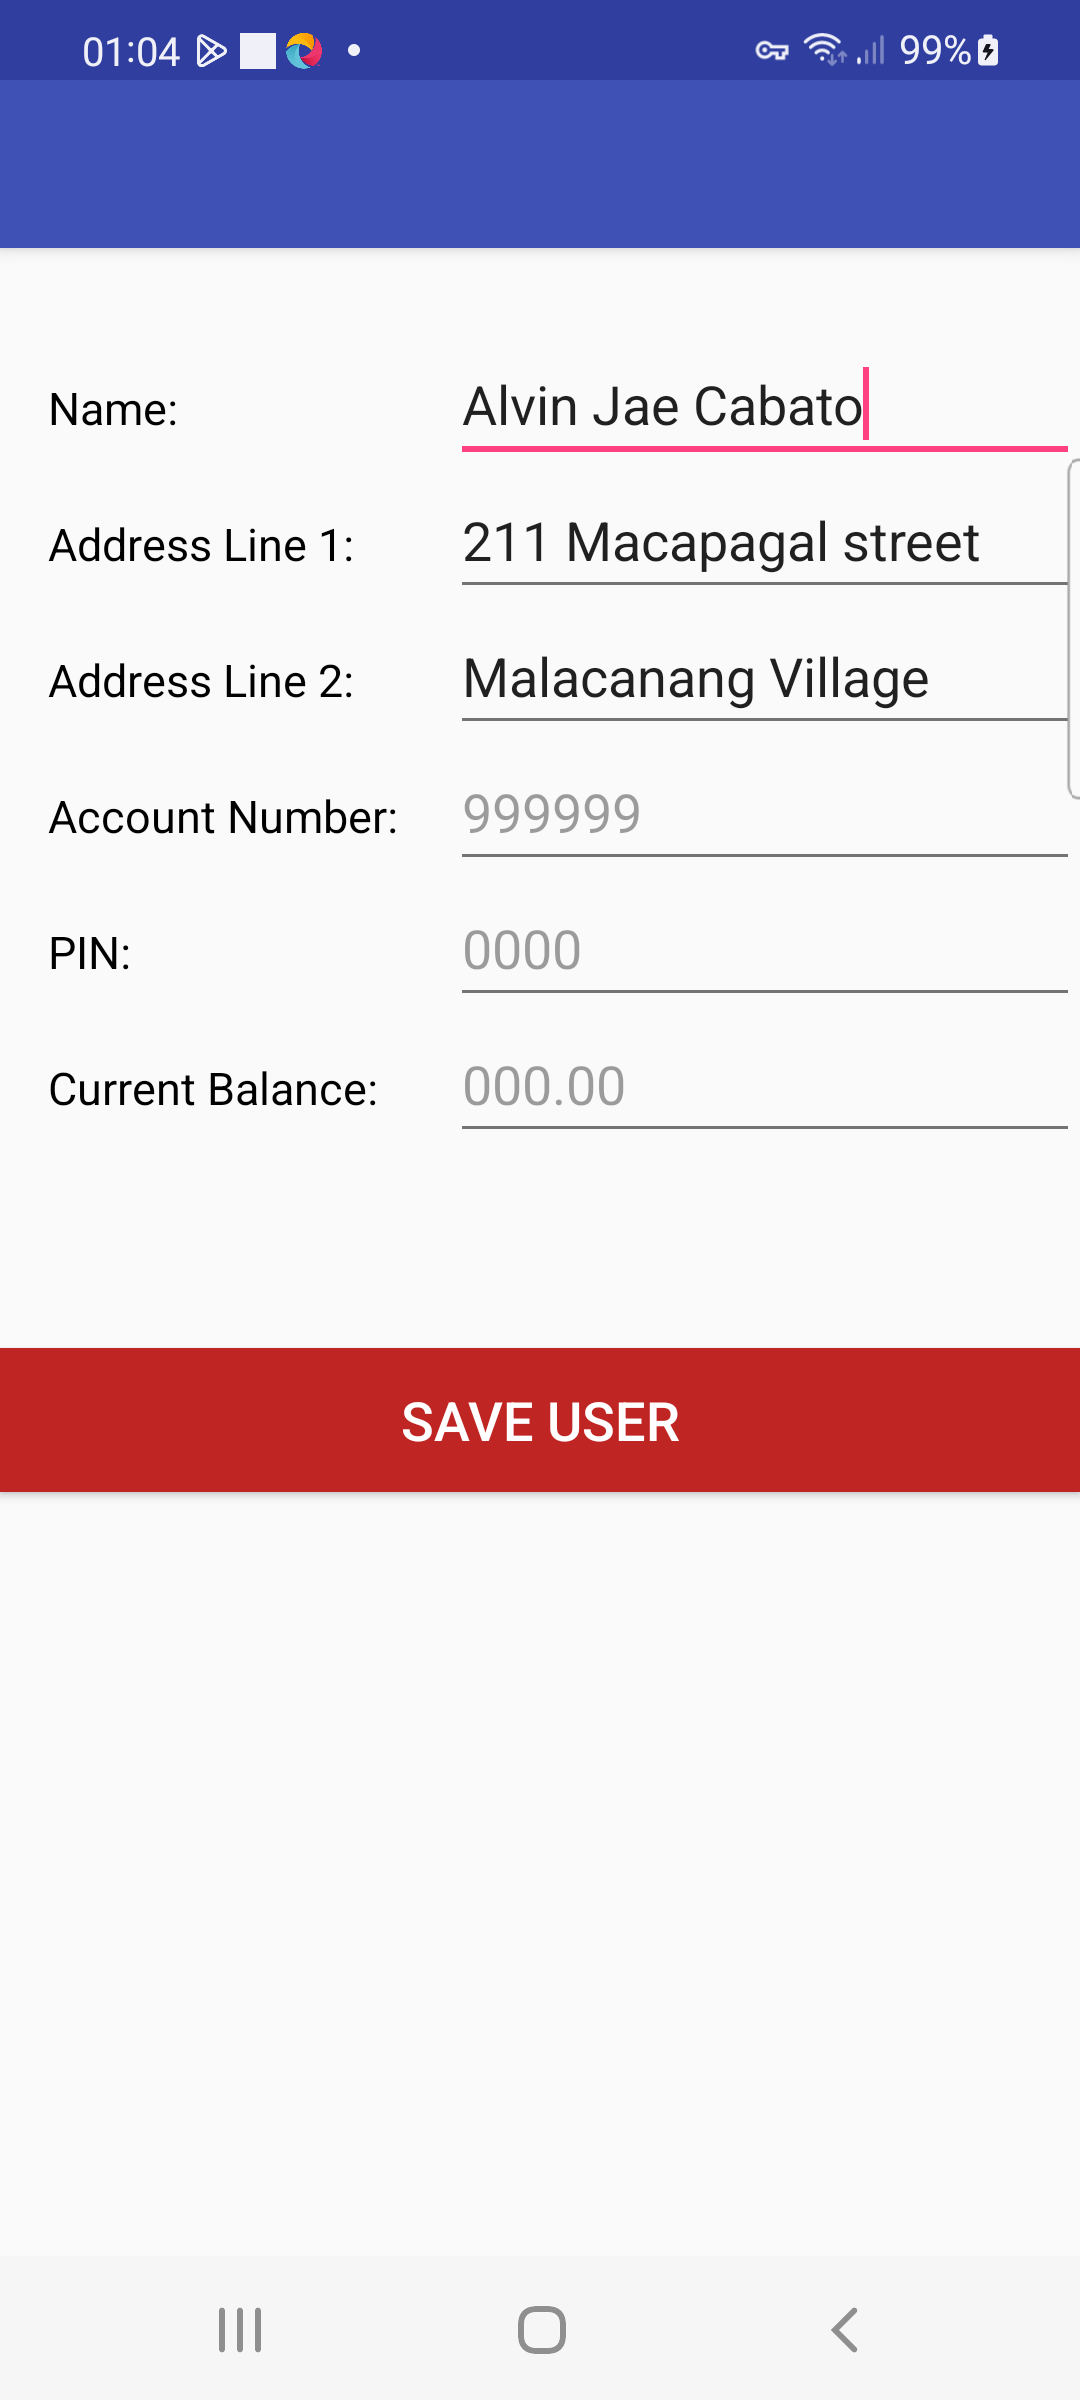 01:04 99%
Name: Alvin Jae Cabato
Address Line 1: 211 Macapagal street
Address Line 2: Malacanang Village
Account Number: 999999
PIN: 0000
Current Balance: 000.00
SAVE USER